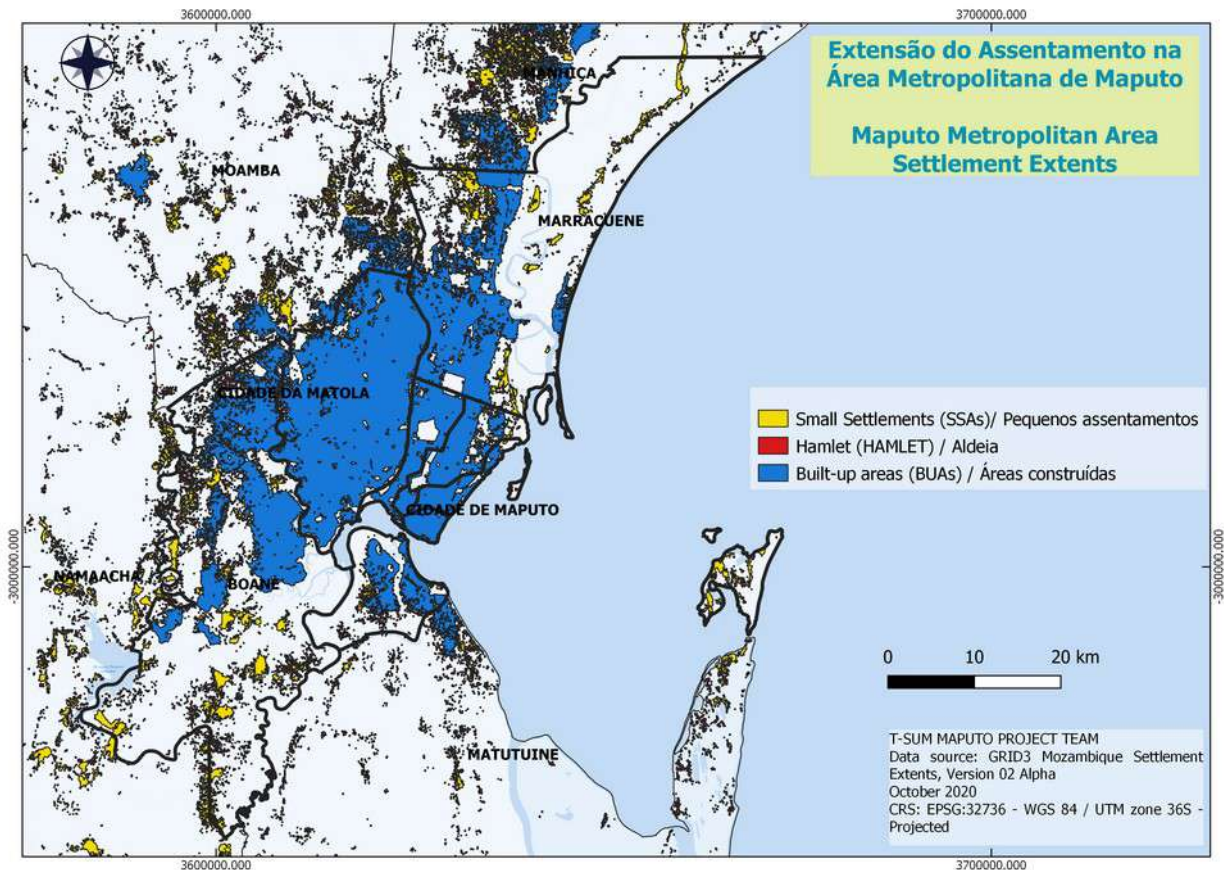 3600000.000
3700000.000
Extensão do Assentamento na
Área Metropolitana de Maputo
Maputo Metropolitan Area
Settlement Extents
MANHIÇA
MOAMBA
MARRACUENE
CIDADE DA MATOLA
Small Settlements (SSAs)/ Pequenos assentamentos
Hamlet (HAMLET) / Aldeia
Built-up areas (BUAs) / Áreas construídas
CIDADE DE MAPUTO
-3000000.000
-3000000.000
NAMAACHA
BOANE
0 10 20 km
MATUTUINE
T-SUM MAPUTO PROJECT TEAM
Data source: GRID3 Mozambique Settlement
Extents, Version 02 Alpha
October 2020
CRS: EPSG:32736 - WGS 84 / UTM zone 36S -
Projected
3600000.000
3700000.000